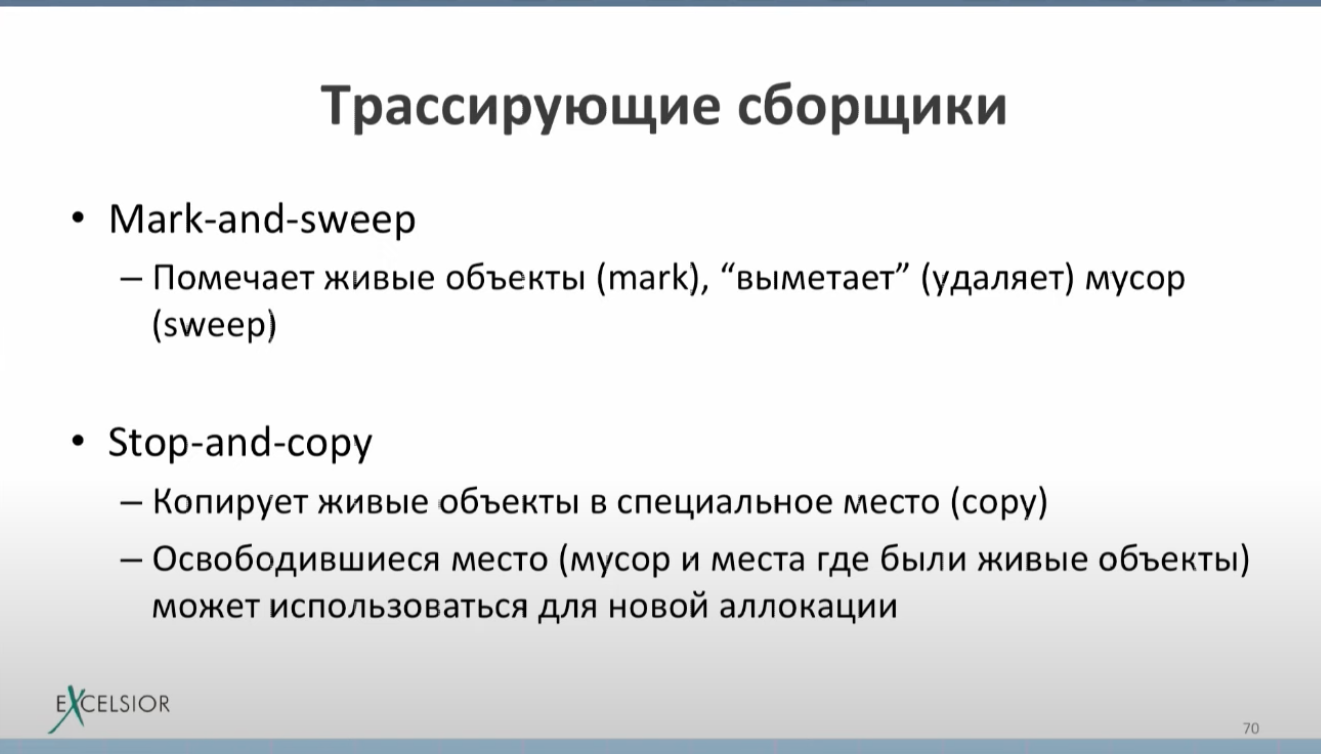 Трассирующие сборщики
• Mark-and-sweep
– Помечает живые объекты (mark), “выметает” (удаляет) мусор
(sweep)
• Stop-and-copy
– Копирует живые объекты в специальное место (copy)
– Освободившиеся место (мусор и места где были живые объекты)
может использоваться для новой аллокации
EXCELSIOR
70